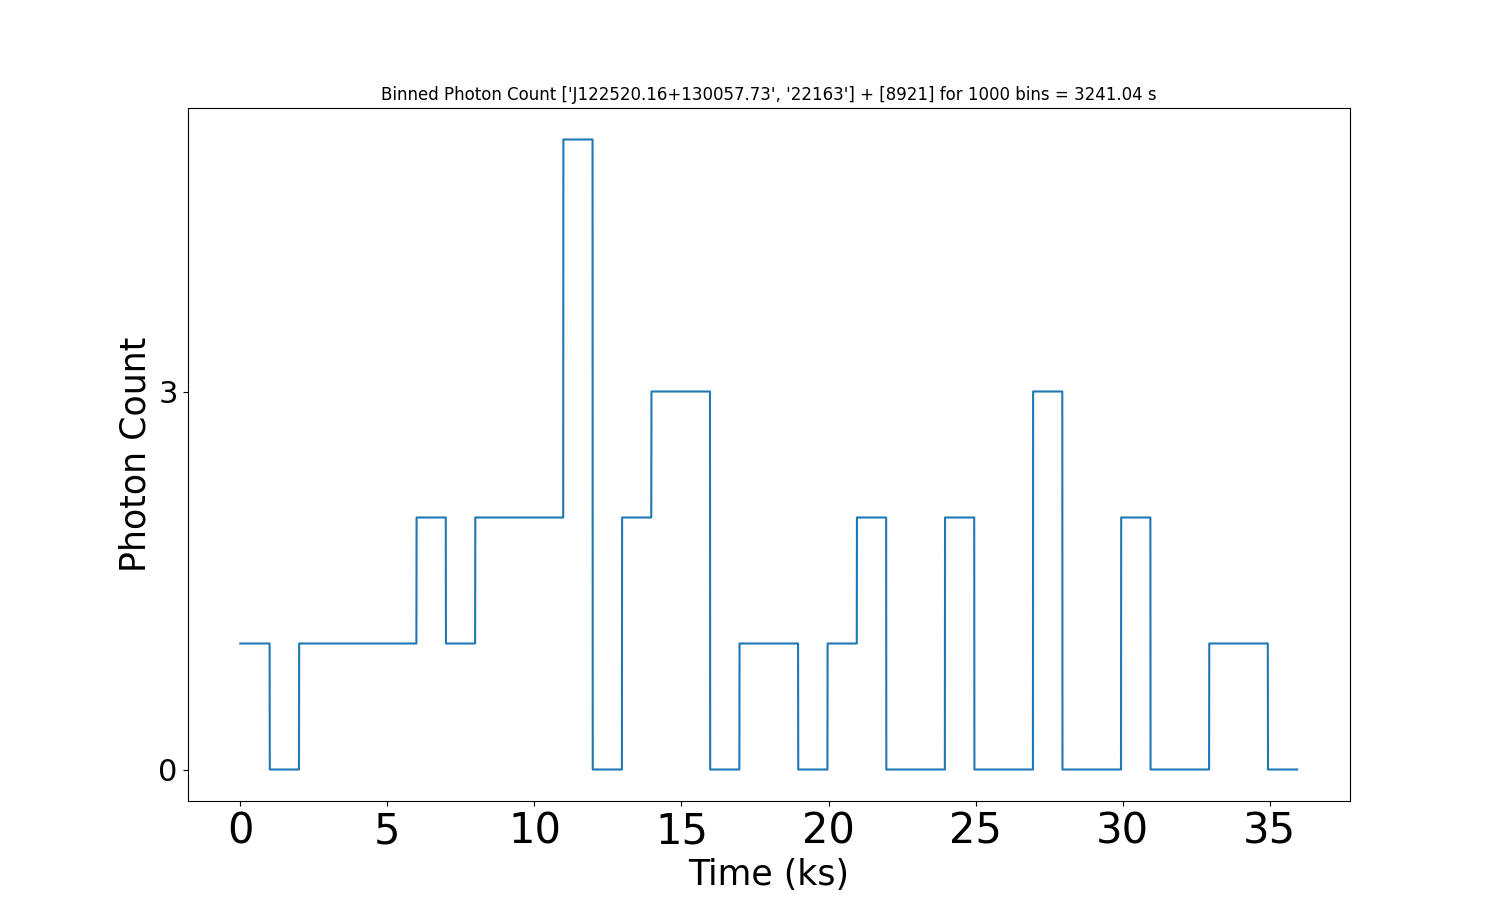 Binned Photon Count ['J122520.16+130057.73', '22163'] + [8921] for 1000 bins = 3241.04 s
Photon Count
3
0
0 5 10 15 20 25 30 35
Time (ks)